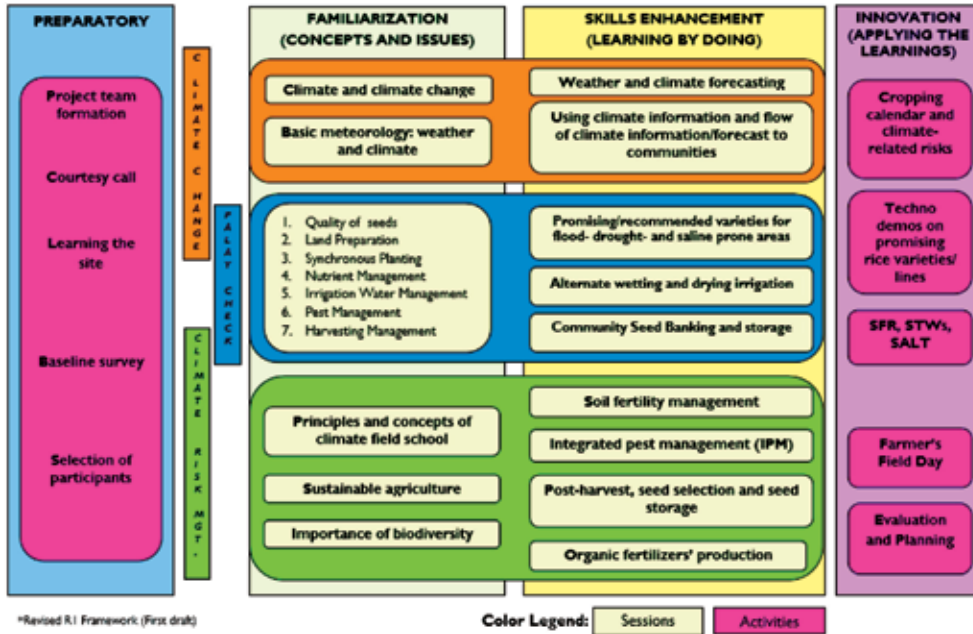 PREPARATORY
Project team
formation
Courtesy call
Learning the
site
Baseline survey
Selection of
participants
CLIMATE CHANGE
PALAY CHECK
CLIMATE RISK MGT.
FAMILIARIZATION
(CONCEPTS AND ISSUES)
Climate and climate change
Basic meteorology: weather
and climate
1. Quality of seeds
2. Land Preparation
3. Synchronous Planting
4. Nutrient Management
5. Irrigation Water Management
6. Pest Management
7. Harvesting Management
Principles and concepts of
climate field school
Sustainable agriculture
Importance of biodiversity
SKILLS ENHANCEMENT
(LEARNING BY DOING)
Weather and climate forecasting
Using climate information and flow
of climate information/forecast to
communities
Promising/recommended varieties for
flood- drought- and saline prone areas
Alternate wetting and drying irrigation
Community Seed Banking and storage
Soil fertility management
Integrated pest management (IPM)
Post-harvest, seed selection and seed
storage
Organic fertilizers' production
INNOVATION
(APPLYING THE
LEARNINGS)
Cropping
calendar and
climate-
related risks
Techno
demos on
promising
rice varieties/
lines
SFR, STWs,
SALT
Farmer's
Field Day
Evaluation
and Planning
*Revised R1 Framework (First draft)
Color Legend: Sessions Activities